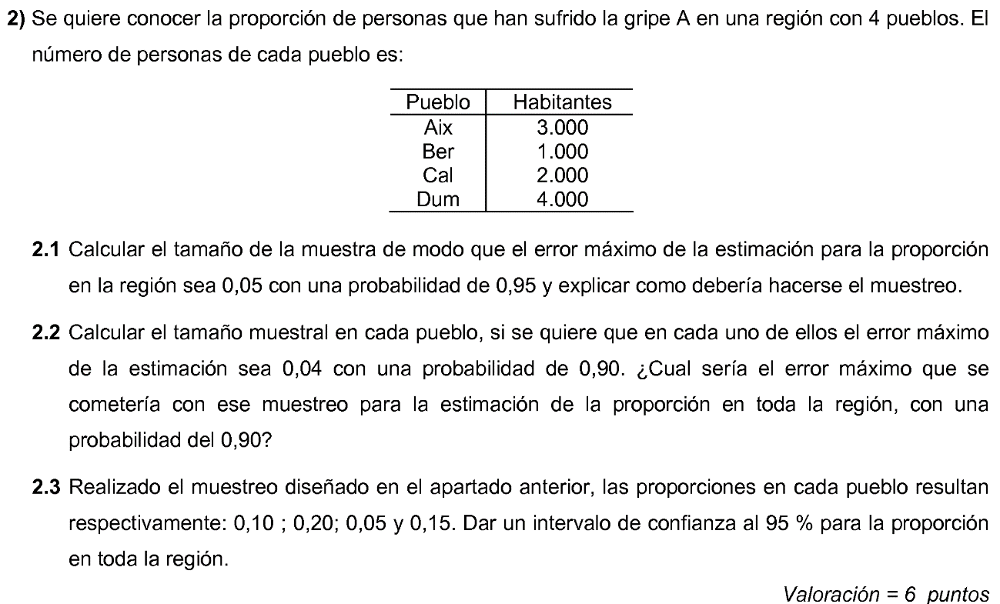 2) Se quiere conocer la proporción de personas que han sufrido la gripe A en una región con 4 pueblos. El
número de personas de cada pueblo es:
Pueblo Habitantes
Aix 3.000
Ber 1.000
Cal 2.000
Dum 4.000
2.1 Calcular el tamaño de la muestra de modo que el error máximo de la estimación para la proporción
en la región sea 0,05 con una probabilidad de 0,95 y explicar como debería hacerse el muestreo.
2.2 Calcular el tamaño muestral en cada pueblo, si se quiere que en cada uno de ellos el error máximo
de la estimación sea 0,04 con una probabilidad de 0,90. ¿Cual sería el error máximo que se
cometería con ese muestreo para la estimación de la proporción en toda la región, con una
probabilidad del 0,90?
2.3 Realizado el muestreo diseñado en el apartado anterior, las proporciones en cada pueblo resultan
respectivamente: 0,10 ; 0,20; 0,05 y 0,15. Dar un intervalo de confianza al 95 % para la proporción
en toda la región.
Valoración = 6 puntos